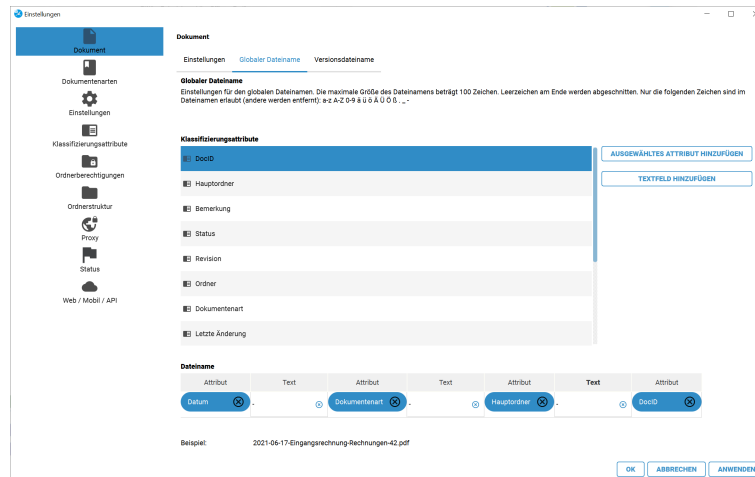 Einstellungen
Dokument
Dokumentenarten
Einstellungen
Klassifizierungsattribute
Ordnerberechtigungen
Ordnerstruktur
Proxy
Status
Web / Mobil / API
Dokument
Einstellungen Globaler Dateiname Versionsdateiname
Globaler Dateiname
Einstellungen für den globalen Dateinamen. Die maximale Größe des Dateinamens beträgt 100 Zeichen. Leerzeichen am Ende werden abgeschnitten. Nur die folgenden Zeichen sind im
Dateinamen erlaubt (andere werden entfernt): a-z A-Z 0-9 ä ü ö Ä Ü Ö ß . _ -
Klassifizierungsattribute
DocID
Hauptordner
Bemerkung
Status
Revision
Ordner
Dokumentenart
Letzte Änderung
AUSGEWÄHLTES ATTRIBUT HINZUFÜGEN
TEXTFELD HINZUFÜGEN
Dateiname
Attribut Text Attribut Text Attribut Text Attribut
Datum - Dokumentenart - Hauptordner - DocID
Beispiel: 2021-06-17-Eingangsrechnung-Rechnungen-42.pdf
OK ABBRECHEN ANWENDEN